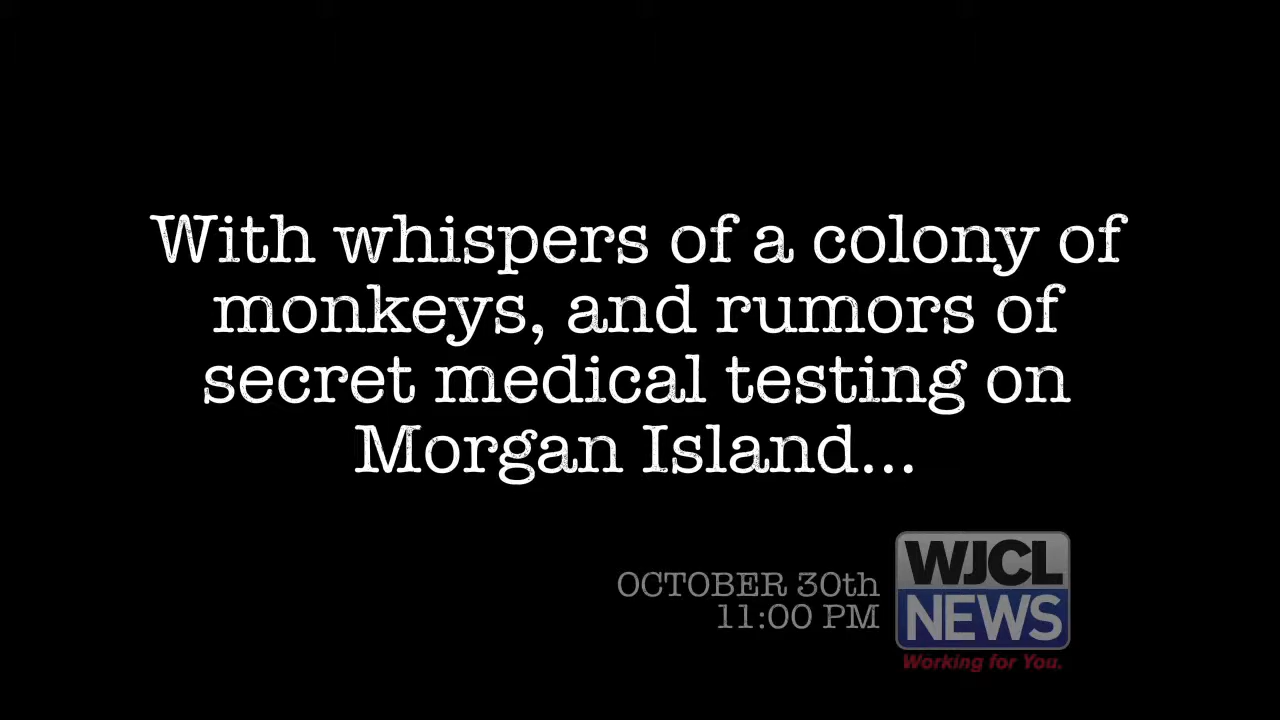 With whispers of a colony of
monkeys, and rumors of
secret medical testing on
Morgan Island...
OCTOBER 30th
11:00 PM
WJCL
NEWS
Working for You.